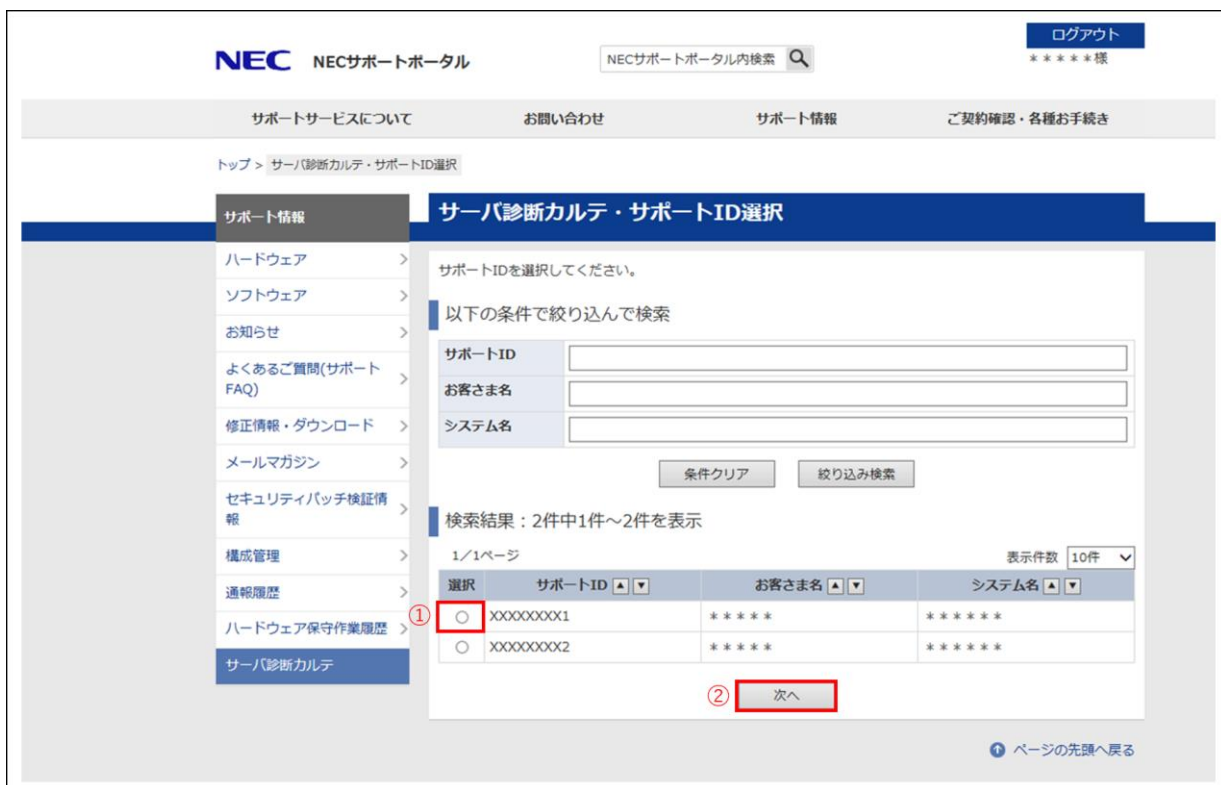 ログアウト
NEC NECサポートポータル
NECサポートポータル内検索
*****様
サポートサービスについて
お問い合わせ
サポート情報
ご契約確認・各種お手続き
トップ > サーバ診断カルテ・サポートID選択
サポート情報
ハードウェア
ソフトウェア
お知らせ
よくあるご質問(サポート
FAQ)
修正情報・ダウンロード
メールマガジン
セキュリティパッチ検証情
報
構成管理
通報履歴
ハードウェア保守作業履歴
サーバ診断カルテ
サーバ診断カルテ・サポートID選択
サポートIDを選択してください。
以下の条件で絞り込んで検索
サポートID
お客さま名
システム名
条件クリア
絞り込み検索
検索結果：2件中1件～2件を表示
1／1ページ
表示件数 10件
選択 サポートID ▲ ▼ お客さま名 ▲ ▼ システム名 ▲ ▼
① XXXXXXXX1 ***** ******
XXXXXXXX2 ***** ******
② 次へ
ページの先頭へ戻る